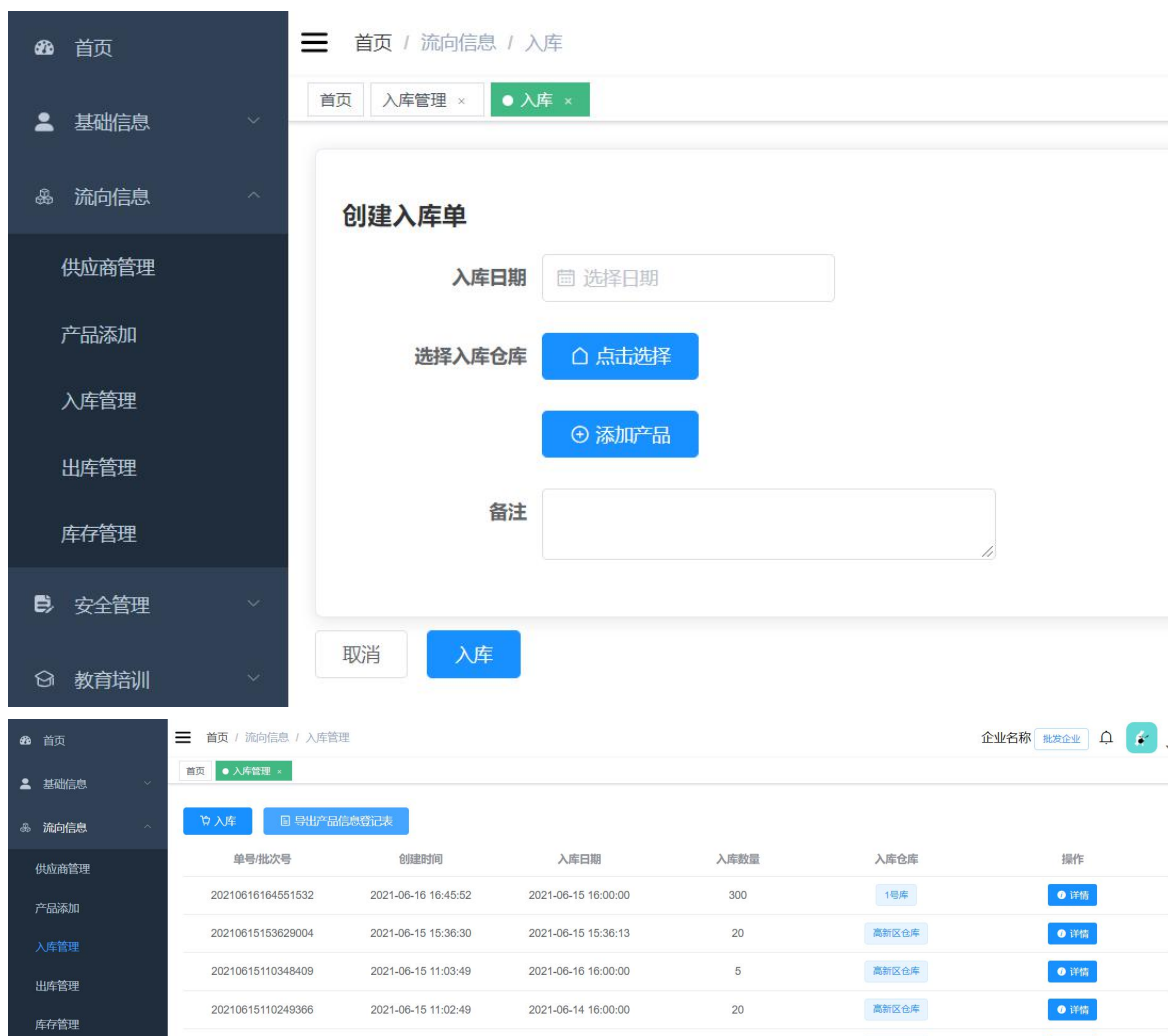 首页
基础信息
流向信息
供应商管理
产品添加
入库管理
出库管理
库存管理
安全管理
教育培训
首页 / 流向信息 / 入库
首页 入库管理 × 入库 ×
创建入库单
入库日期 选择日期
选择入库仓库 点击选择
添加产品
备注
取消 入库
首页
基础信息
流向信息
供应商管理
产品添加
入库管理
出库管理
库存管理
首页 / 流向信息 / 入库管理 企业名称 批发企业
首页 入库管理 ×
入库 导出产品信息登记表
单号/批次号 创建时间 入库日期 入库数量 入库仓库 操作
20210616164551532 2021-06-16 16:45:52 2021-06-15 16:00:00 300 1号库 详情
20210615153629004 2021-06-15 15:36:30 2021-06-15 15:36:13 20 高新区仓库 详情
20210615110348409 2021-06-15 11:03:49 2021-06-16 16:00:00 5 高新区仓库 详情
20210615110249366 2021-06-15 11:02:49 2021-06-14 16:00:00 20 高新区仓库 详情